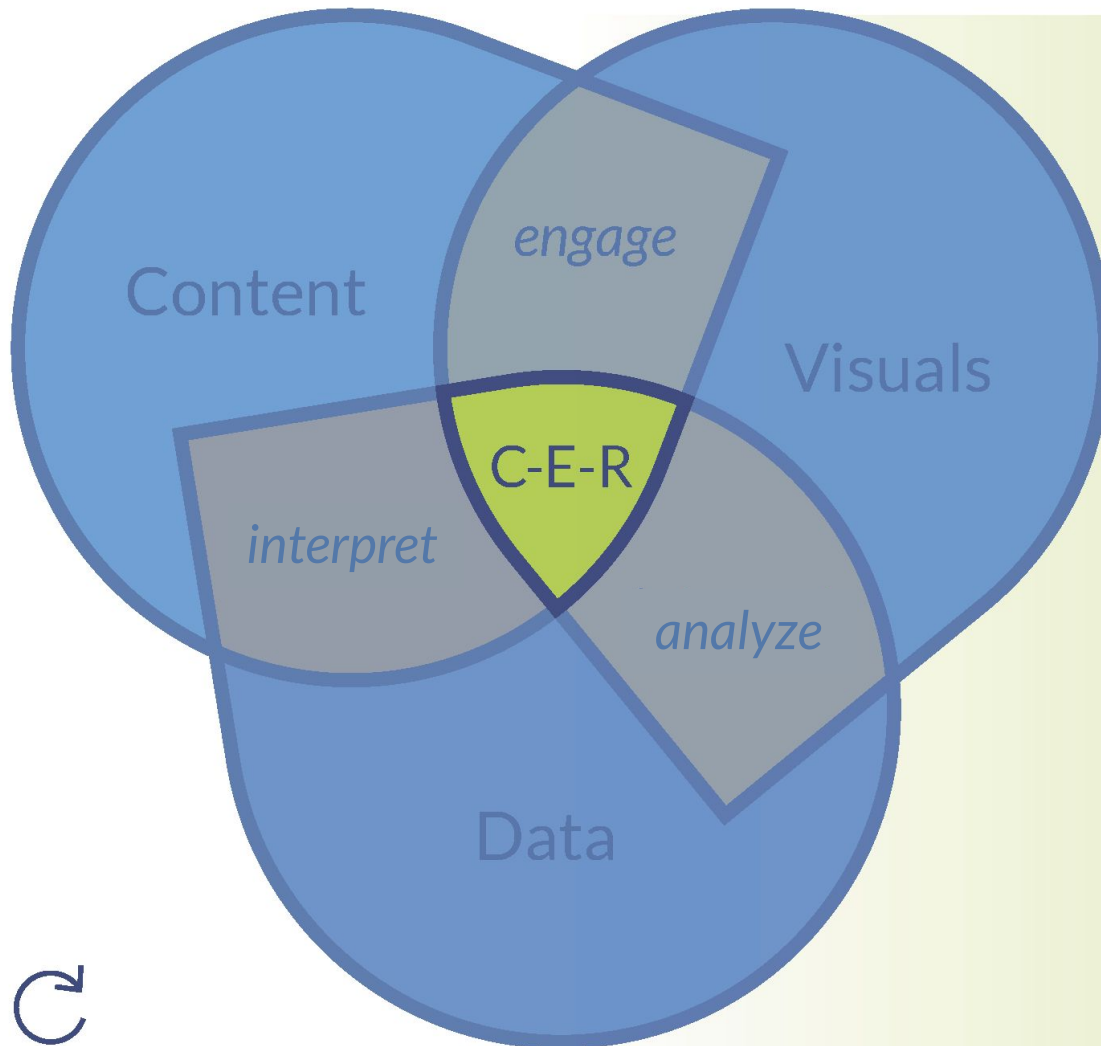 engage
Content
Visuals
C-E-R
interpret
analyze
Data